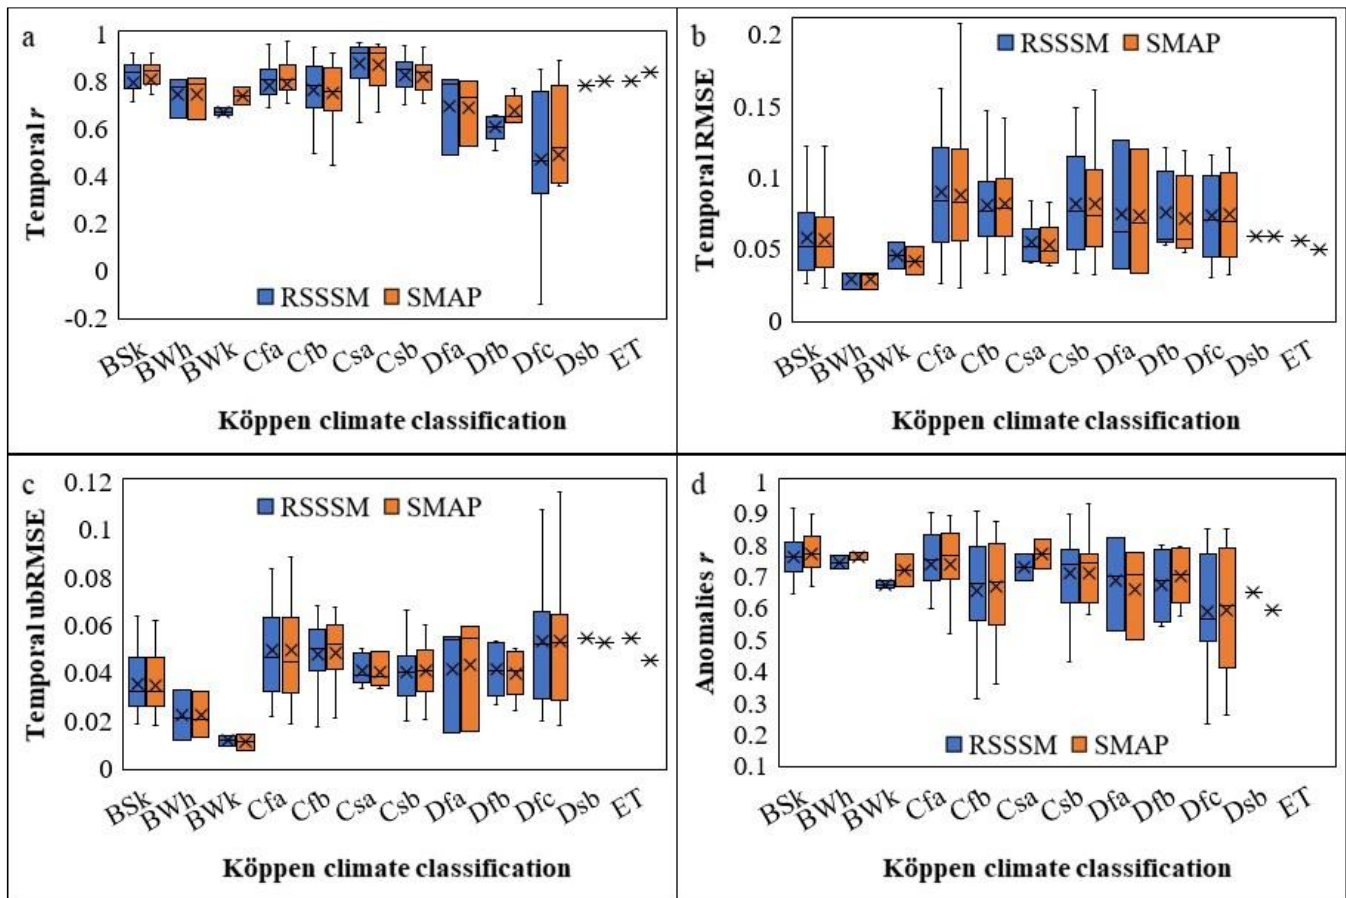 a
1
0.8
0.6
0.4
0.2
0
-0.2
Temporal r
RSSSM SMAP
BSk BWh BWk Cfa Cfb Csa Csb Dfa Dfb Dfc Dsb ET
Köppen climate classification
b
0.2
0.15
0.1
0.05
0
Temporal RMSE
RSSSM SMAP
BSk BWh BWk Cfa Cfb Csa Csb Dfa Dfb Dfc Dsb ET
Köppen climate classification
c
0.12
0.1
0.08
0.06
0.04
0.02
0
Temporal ubRMSE
RSSSM SMAP
BSk BWh BWk Cfa Cfb Csa Csb Dfa Dfb Dfc Dsb ET
Köppen climate classification
d
1
0.9
0.8
0.7
0.6
0.5
0.4
0.3
0.2
0.1
Anomalies r
RSSSM SMAP
BSk BWh BWk Cfa Cfb Csa Csb Dfa Dfb Dfc Dsb ET
Köppen climate classification